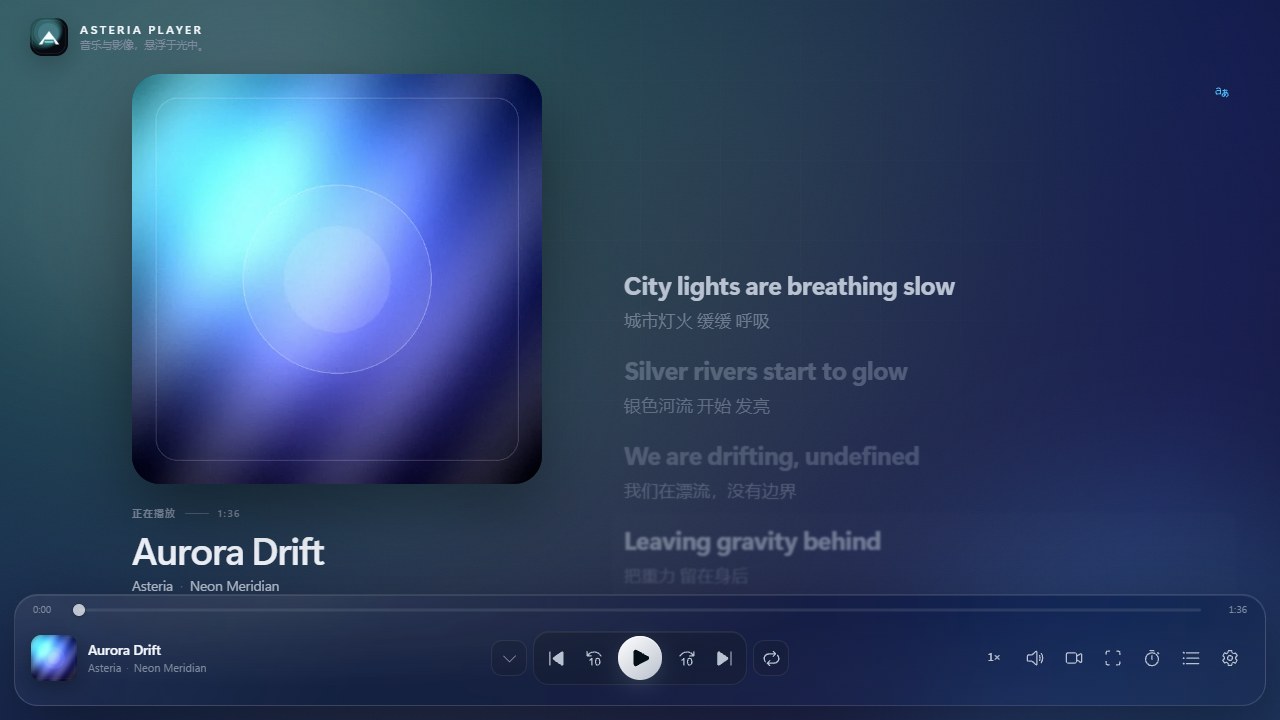 ASTERIA PLAYER
音乐与影像，悬浮于光中。
aあ
City lights are breathing slow
城市灯火 缓缓 呼吸
Silver rivers start to glow
银色河流 开始 发亮
We are drifting, undefined
我们在漂流，没有边界
Leaving gravity behind
把重力 留在身后
正在播放 1:36
Aurora Drift
Asteria · Neon Meridian
0:00 1:36
Aurora Drift
Asteria · Neon Meridian
10 10
1×